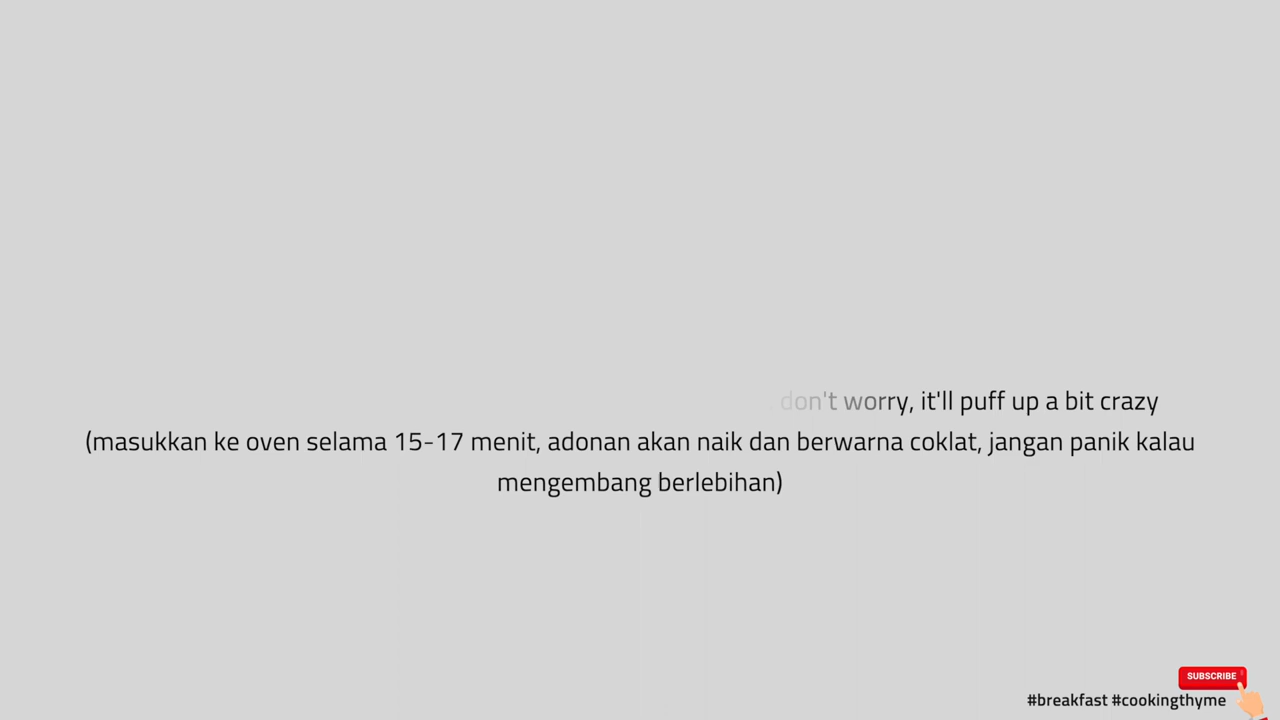 don't worry, it'll puff up a bit crazy
(masukkan ke oven selama 15-17 menit, adonan akan naik dan berwarna coklat, jangan panik kalau
mengembang berlebihan)
SUBSCRIBE
#breakfast #cookingthyme